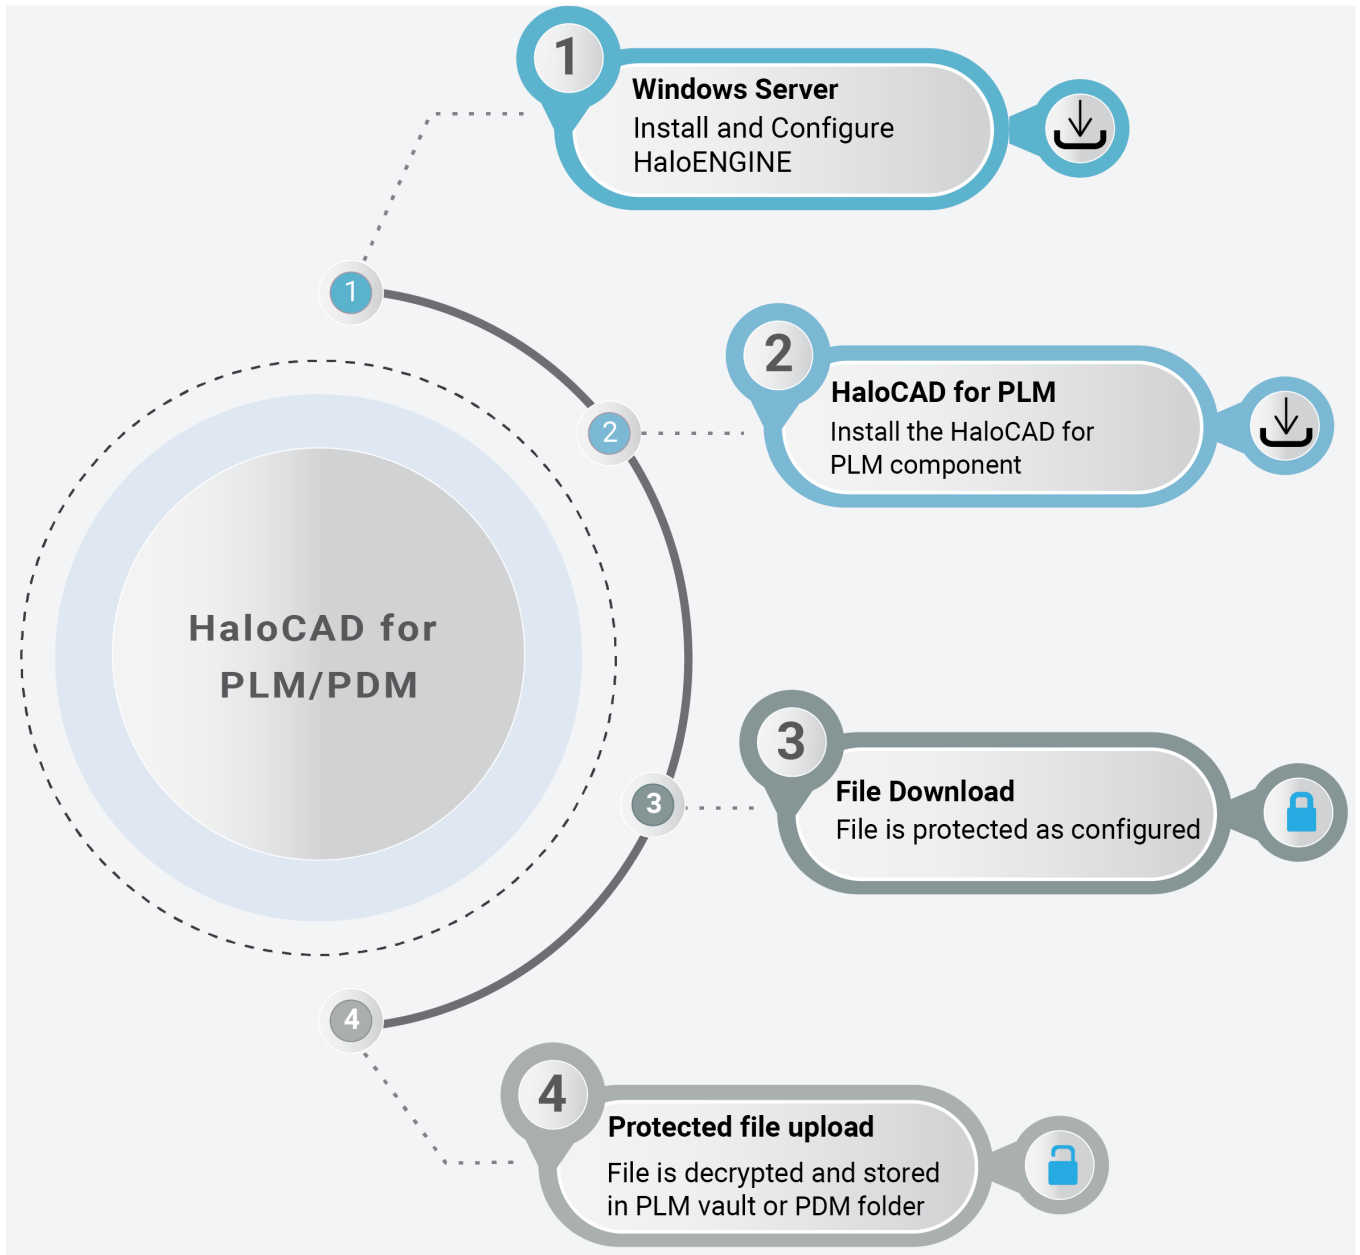 1
Windows Server
Install and Configure
HaloENGINE
1
2
HaloCAD for PLM
Install the HaloCAD for
PLM component
2
HaloCAD for
PLM/PDM
3
File Download
File is protected as configured
3
4
4
Protected file upload
File is decrypted and stored
in PLM vault or PDM folder